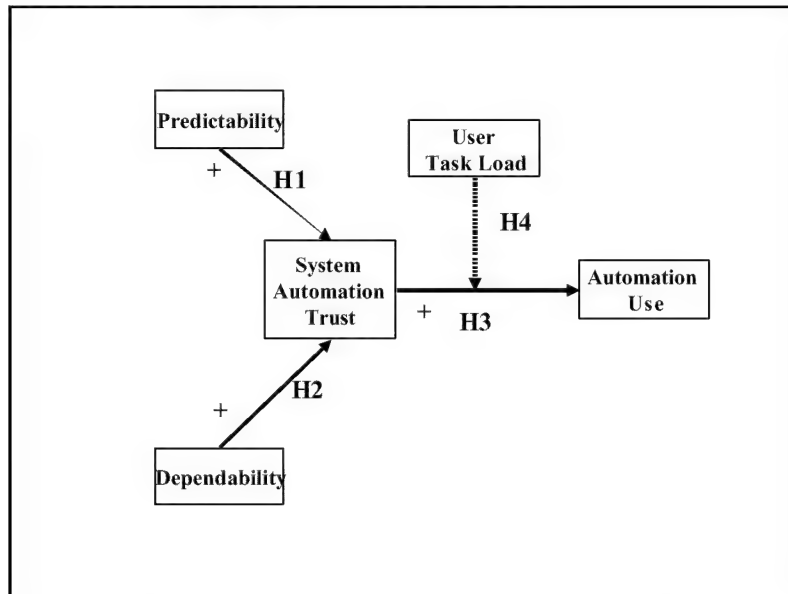 Predictability
+
H1
User
Task Load
H4
System
Automation
Trust
+
H3
Automation
Use
+
H2
Dependability